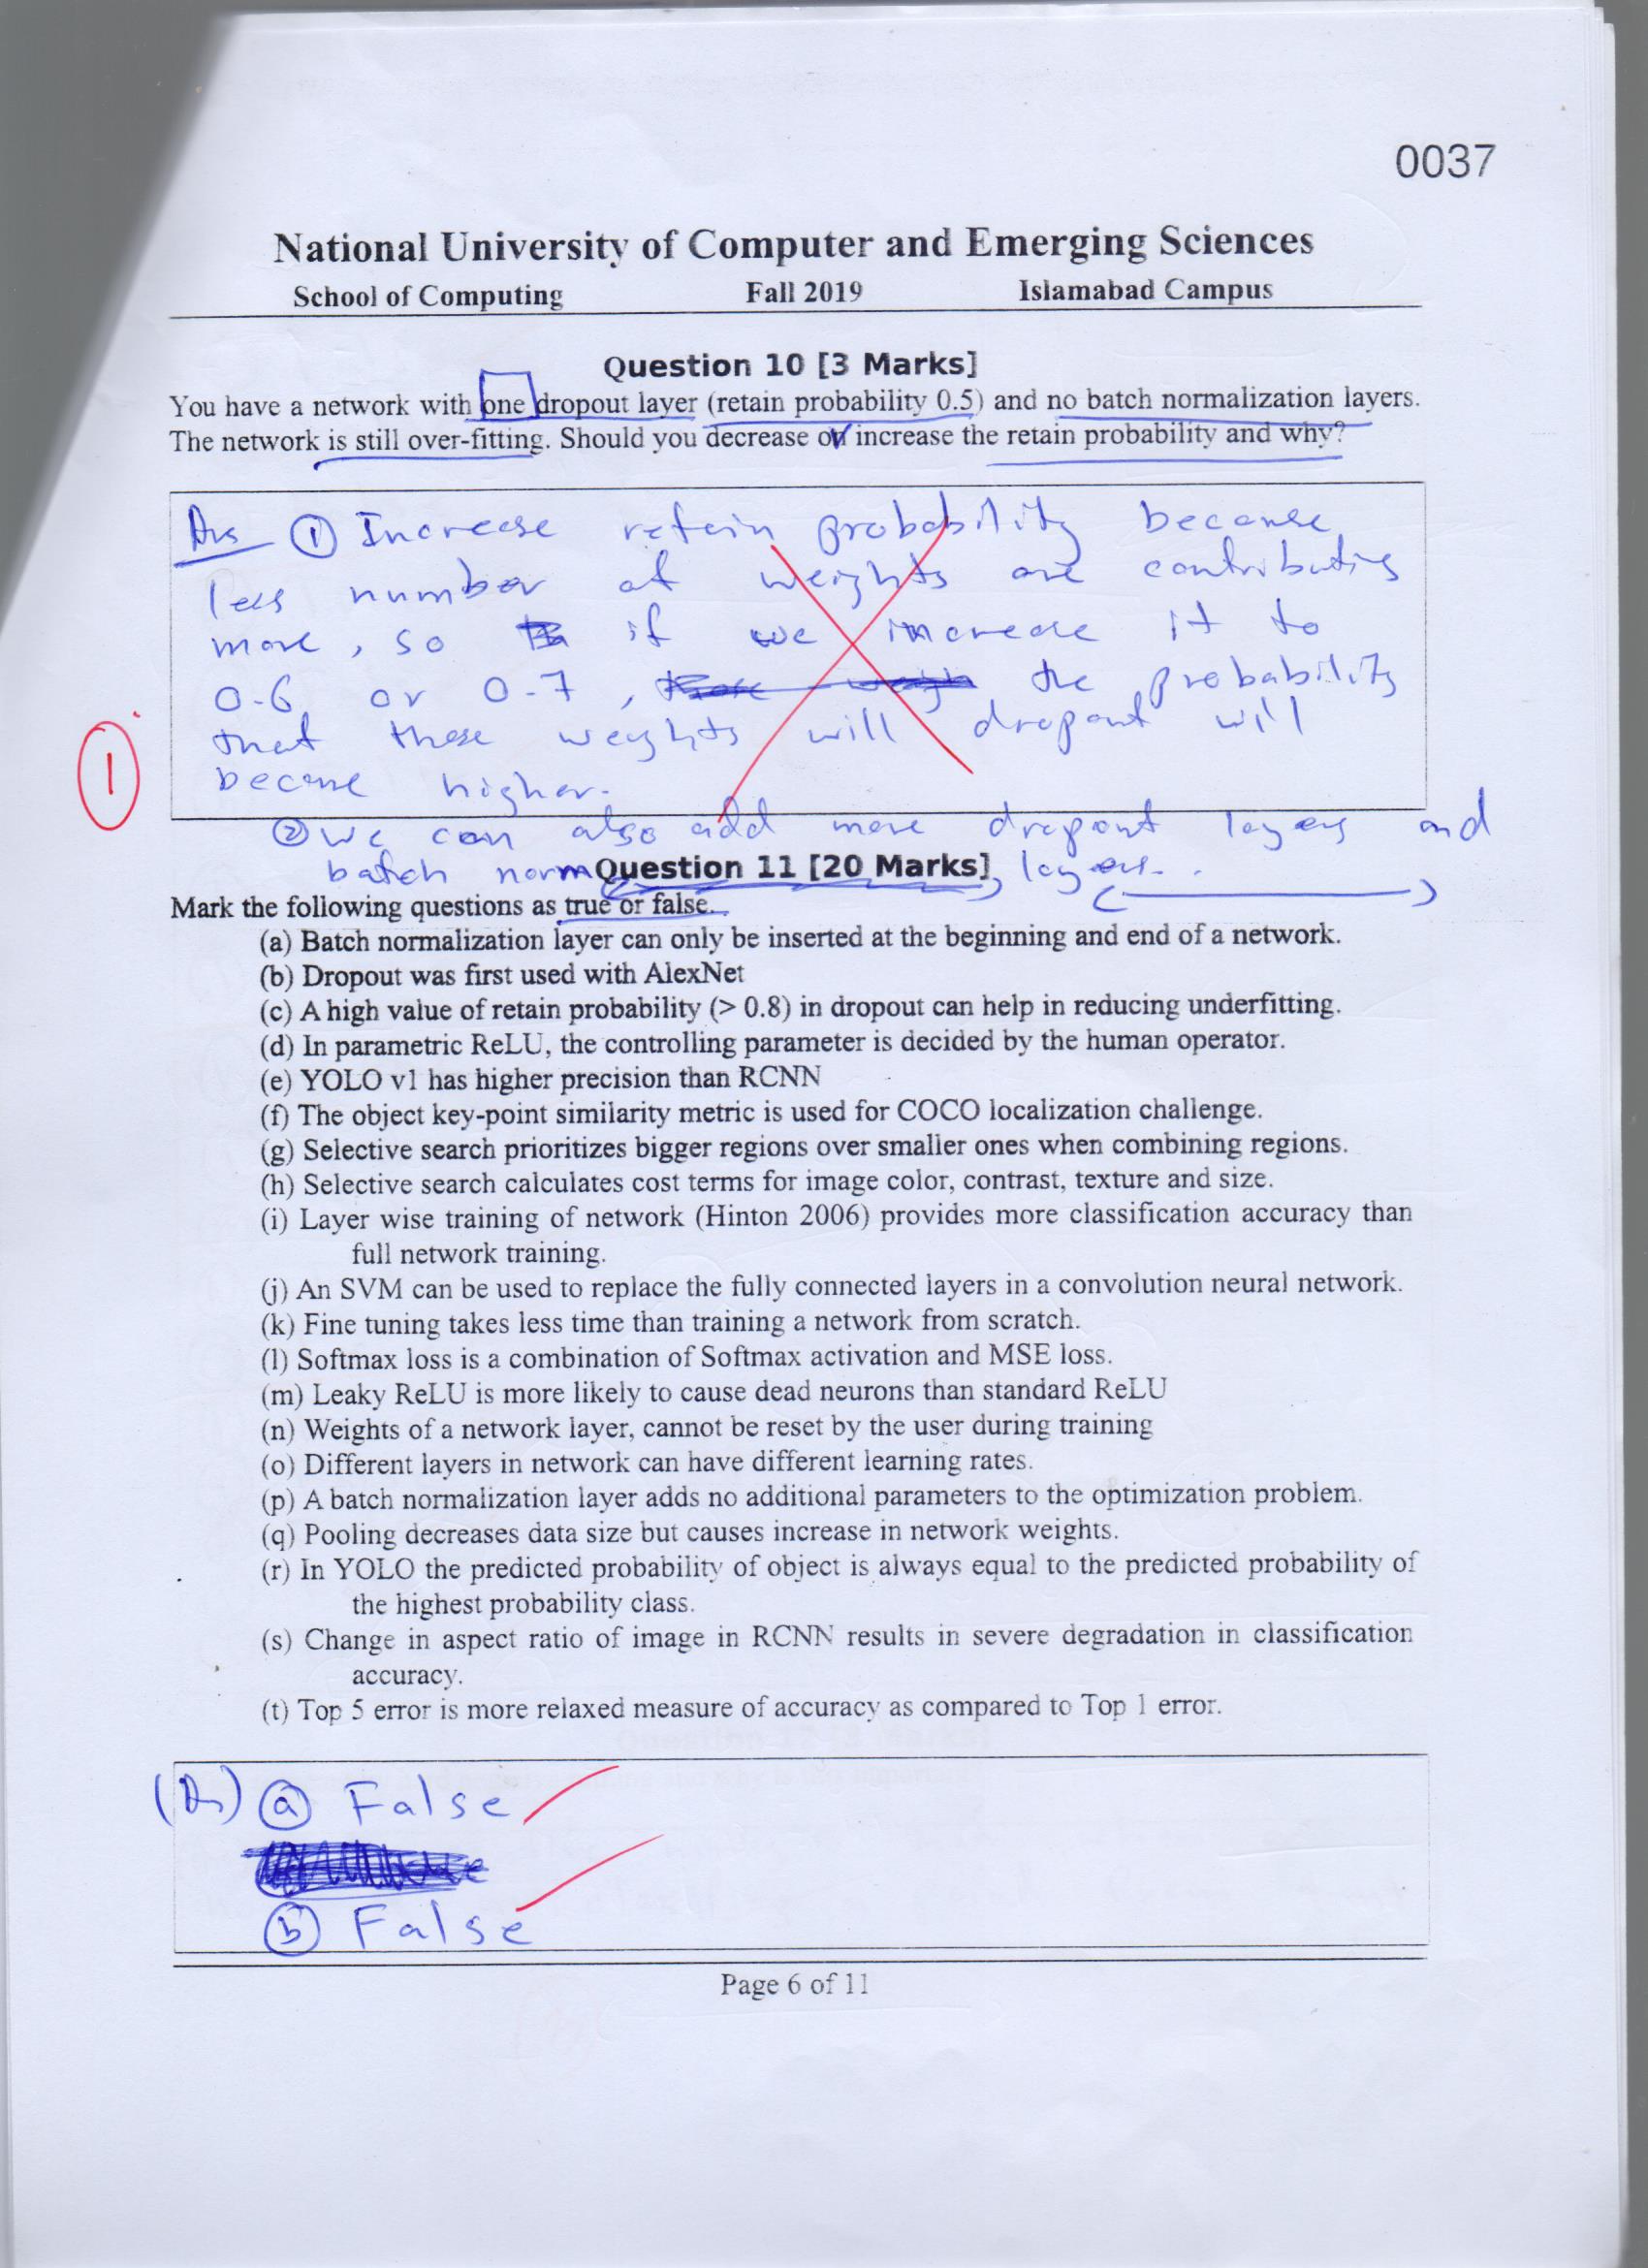 0037
National University of Computer and Emerging Sciences
School of Computing Fall 2019 Islamabad Campus
Question 10 [3 Marks]
You have a network with one dropout layer (retain probability 0.5) and no batch normalization layers.
The network is still over-fitting. Should you decrease or increase the retain probability and why?
Ans ① Increase retain probability because
less number of weights are contributing
more, so if we increase it to
0.6 or 0.7, the probability
that these weights will dropout will
become higher.
1
② we can also add more dropout layers and
batch norm layers.
Question 11 [20 Marks]
Mark the following questions as true or false.
(a) Batch normalization layer can only be inserted at the beginning and end of a network.
(b) Dropout was first used with AlexNet
(c) A high value of retain probability (> 0.8) in dropout can help in reducing underfitting.
(d) In parametric ReLU, the controlling parameter is decided by the human operator.
(e) YOLO v1 has higher precision than RCNN
(f) The object key-point similarity metric is used for COCO localization challenge.
(g) Selective search prioritizes bigger regions over smaller ones when combining regions.
(h) Selective search calculates cost terms for image color, contrast, texture and size.
(i) Layer wise training of network (Hinton 2006) provides more classification accuracy than
full network training.
(j) An SVM can be used to replace the fully connected layers in a convolution neural network.
(k) Fine tuning takes less time than training a network from scratch.
(l) Softmax loss is a combination of Softmax activation and MSE loss.
(m) Leaky ReLU is more likely to cause dead neurons than standard ReLU
(n) Weights of a network layer, cannot be reset by the user during training
(o) Different layers in network can have different learning rates.
(p) A batch normalization layer adds no additional parameters to the optimization problem.
(q) Pooling decreases data size but causes increase in network weights.
(r) In YOLO the predicted probability of object is always equal to the predicted probability of
the highest probability class.
(s) Change in aspect ratio of image in RCNN results in severe degradation in classification
accuracy.
(t) Top 5 error is more relaxed measure of accuracy as compared to Top 1 error.
ⓐ False
ⓑ False
Page 6 of 11